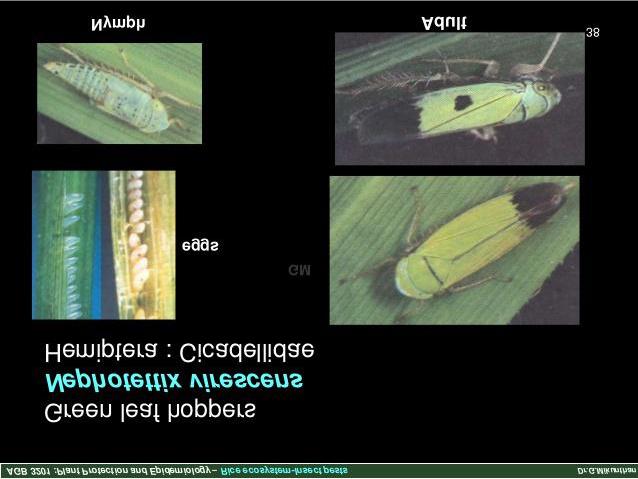 AGB 3201 :Plant Protection and Epidemiology – Rice ecosystem-Insect pests
Dr.G.Mikunthan
Green leaf hoppers
Nephotettix virescens
Hemiptera : Cicadellidae
GM
eggs
Nymph
Adult
38